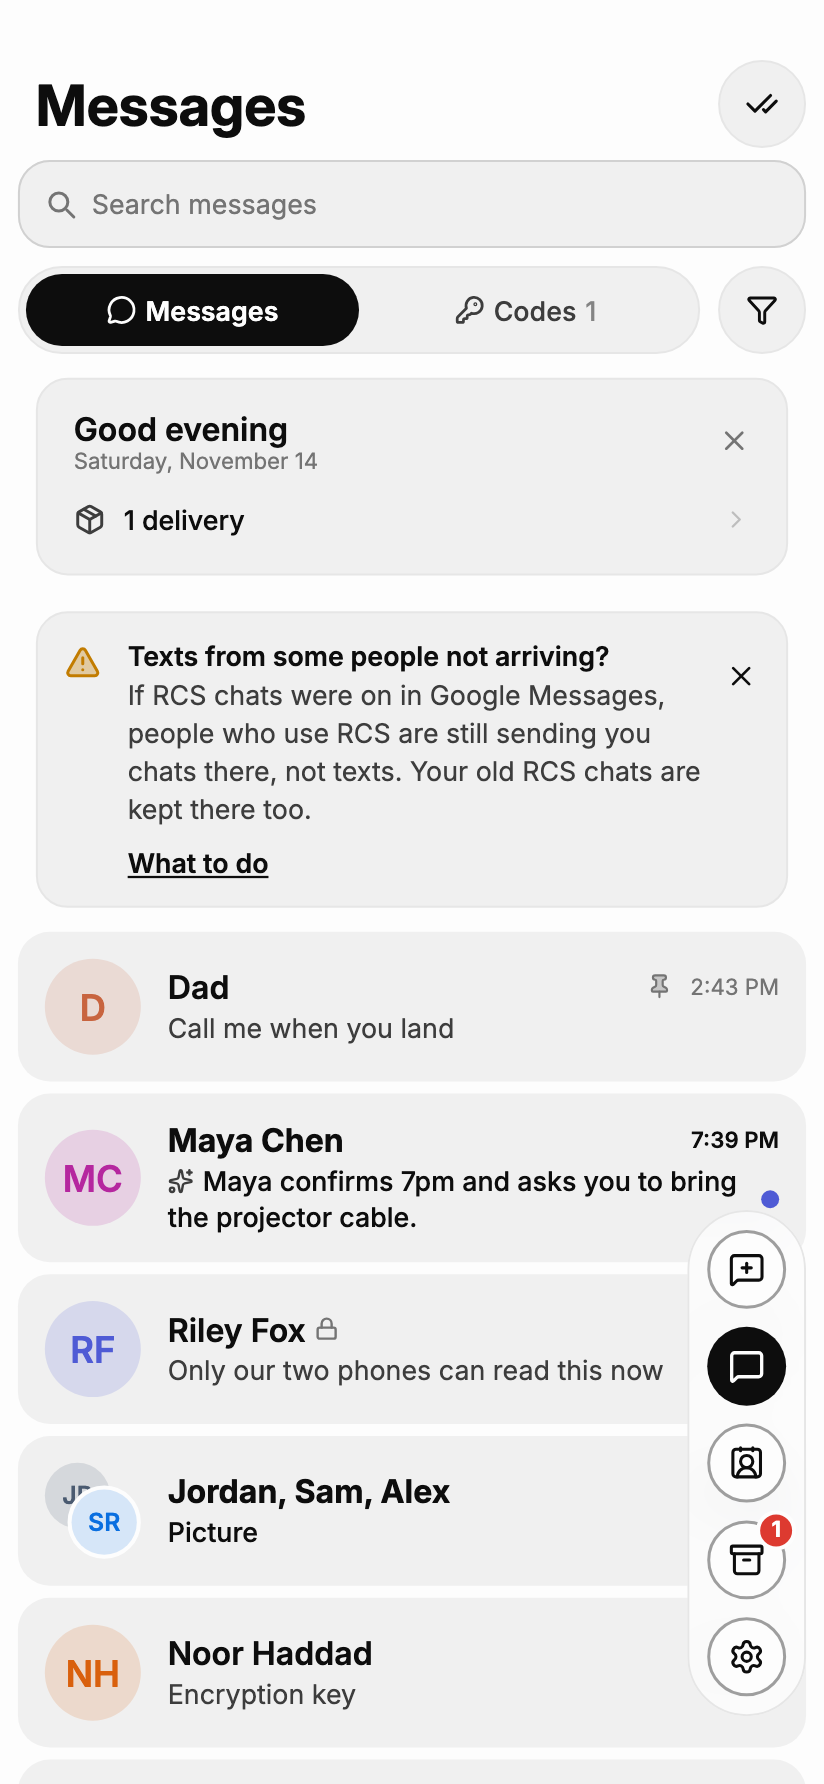 Messages
Search messages
Messages
Codes 1
Good evening
Saturday, November 14
1 delivery
Texts from some people not arriving?
If RCS chats were on in Google Messages,
people who use RCS are still sending you
chats there, not texts. Your old RCS chats are
kept there too.
What to do
D
Dad
2:43 PM
Call me when you land
MC
Maya Chen
7:39 PM
Maya confirms 7pm and asks you to bring
the projector cable.
RF
Riley Fox
Only our two phones can read this now
SR
Jordan, Sam, Alex
Picture
1
NH
Noor Haddad
Encryption key